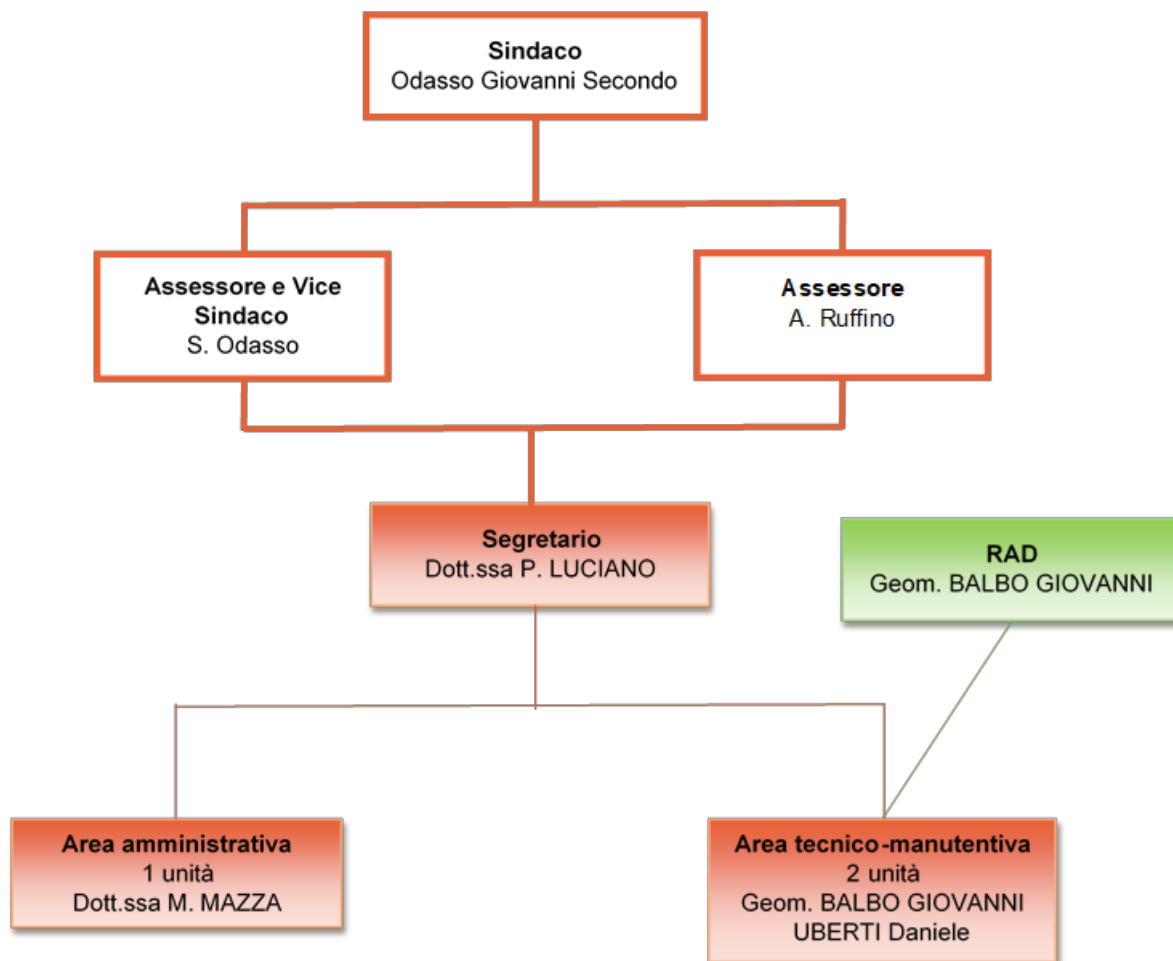 Sindaco
Odasso Giovanni Secondo
Assessore e Vice
Sindaco
S. Odasso
Assessore
A. Ruffino
Segretario
Dott.ssa P. LUCIANO
RAD
Geom. BALBO GIOVANNI
Area amministrativa
1 unità
Dott.ssa M. MAZZA
Area tecnico-manutentiva
2 unità
Geom. BALBO GIOVANNI
UBERTI Daniele